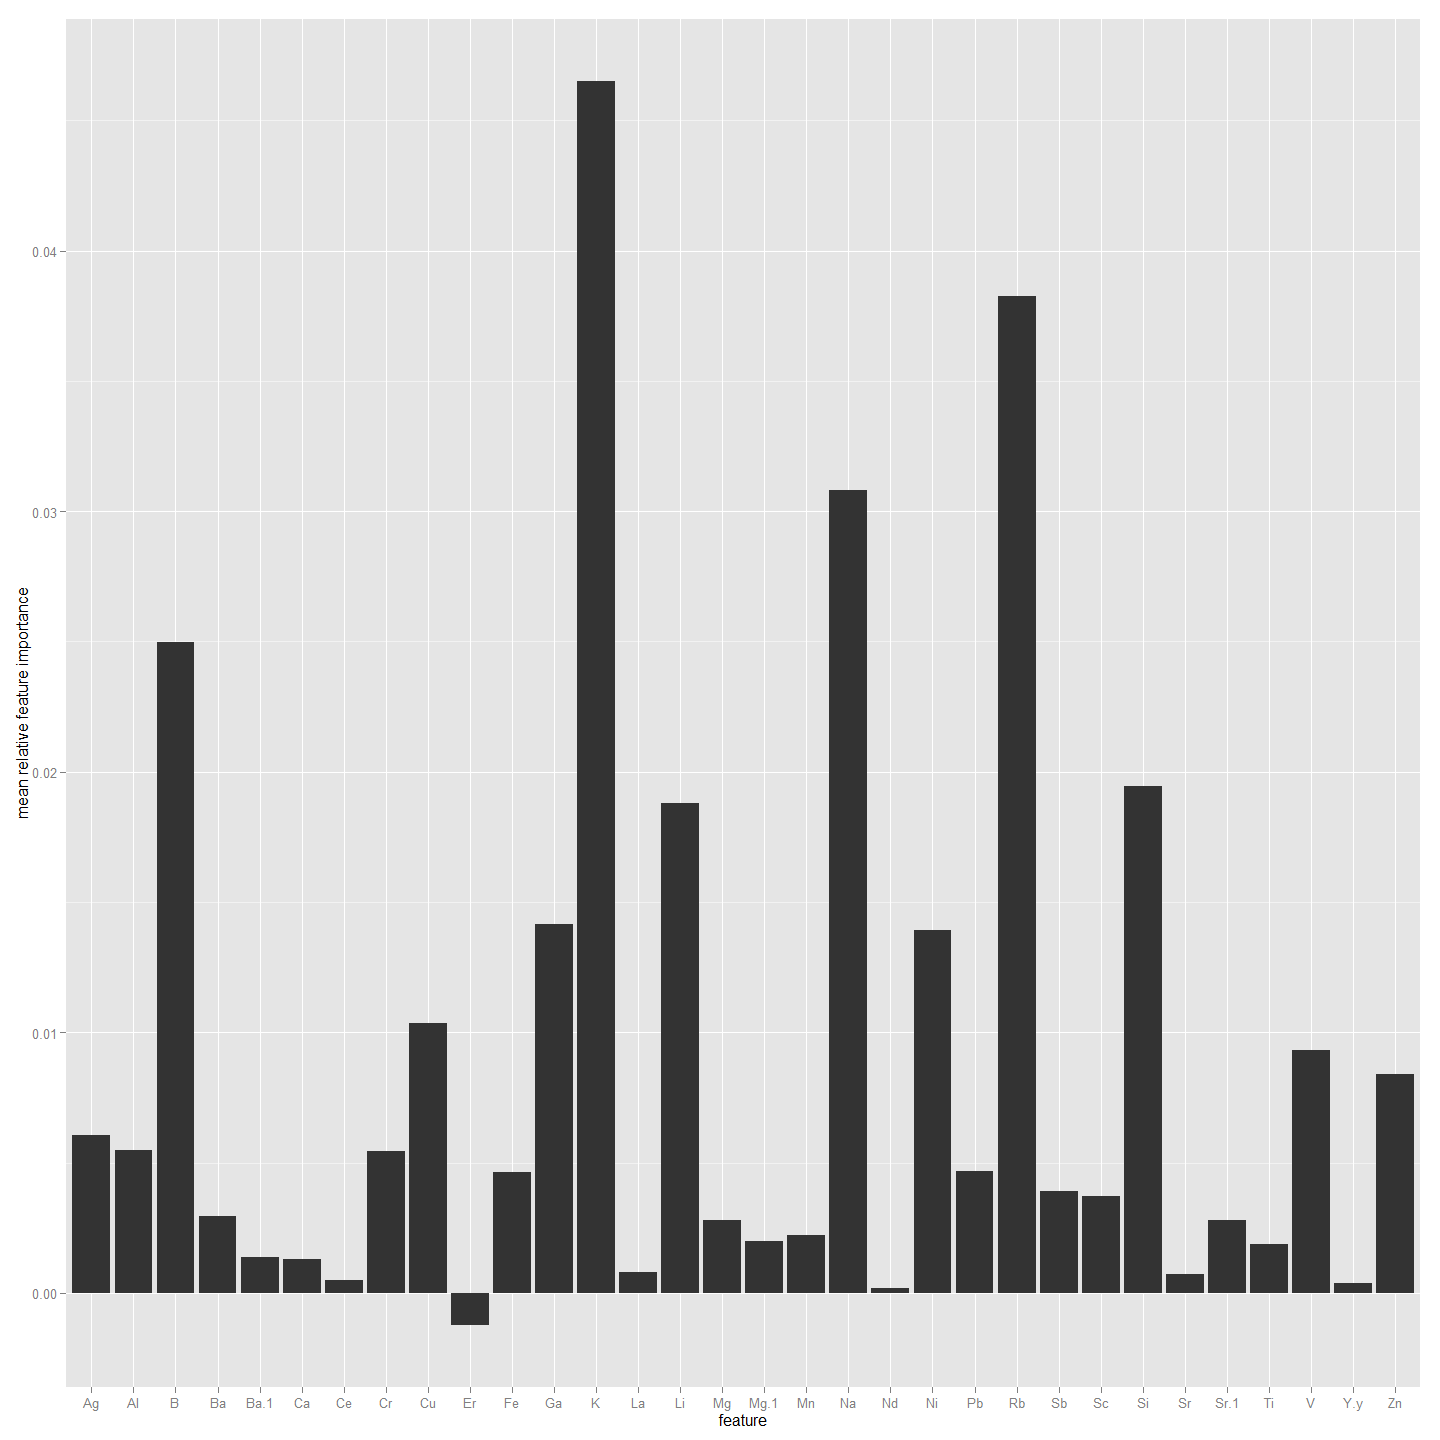 mean relative feature importance
0.04
0.03
0.02
0.01
0.00
Ag Al B Ba Ba.1 Ca Ce Cr Cu Er Fe Ga K La Li Mg Mg.1 Mn Na Nd Ni Pb Rb Sb Sc Si Sr Sr.1 Ti V Y.y Zn
feature